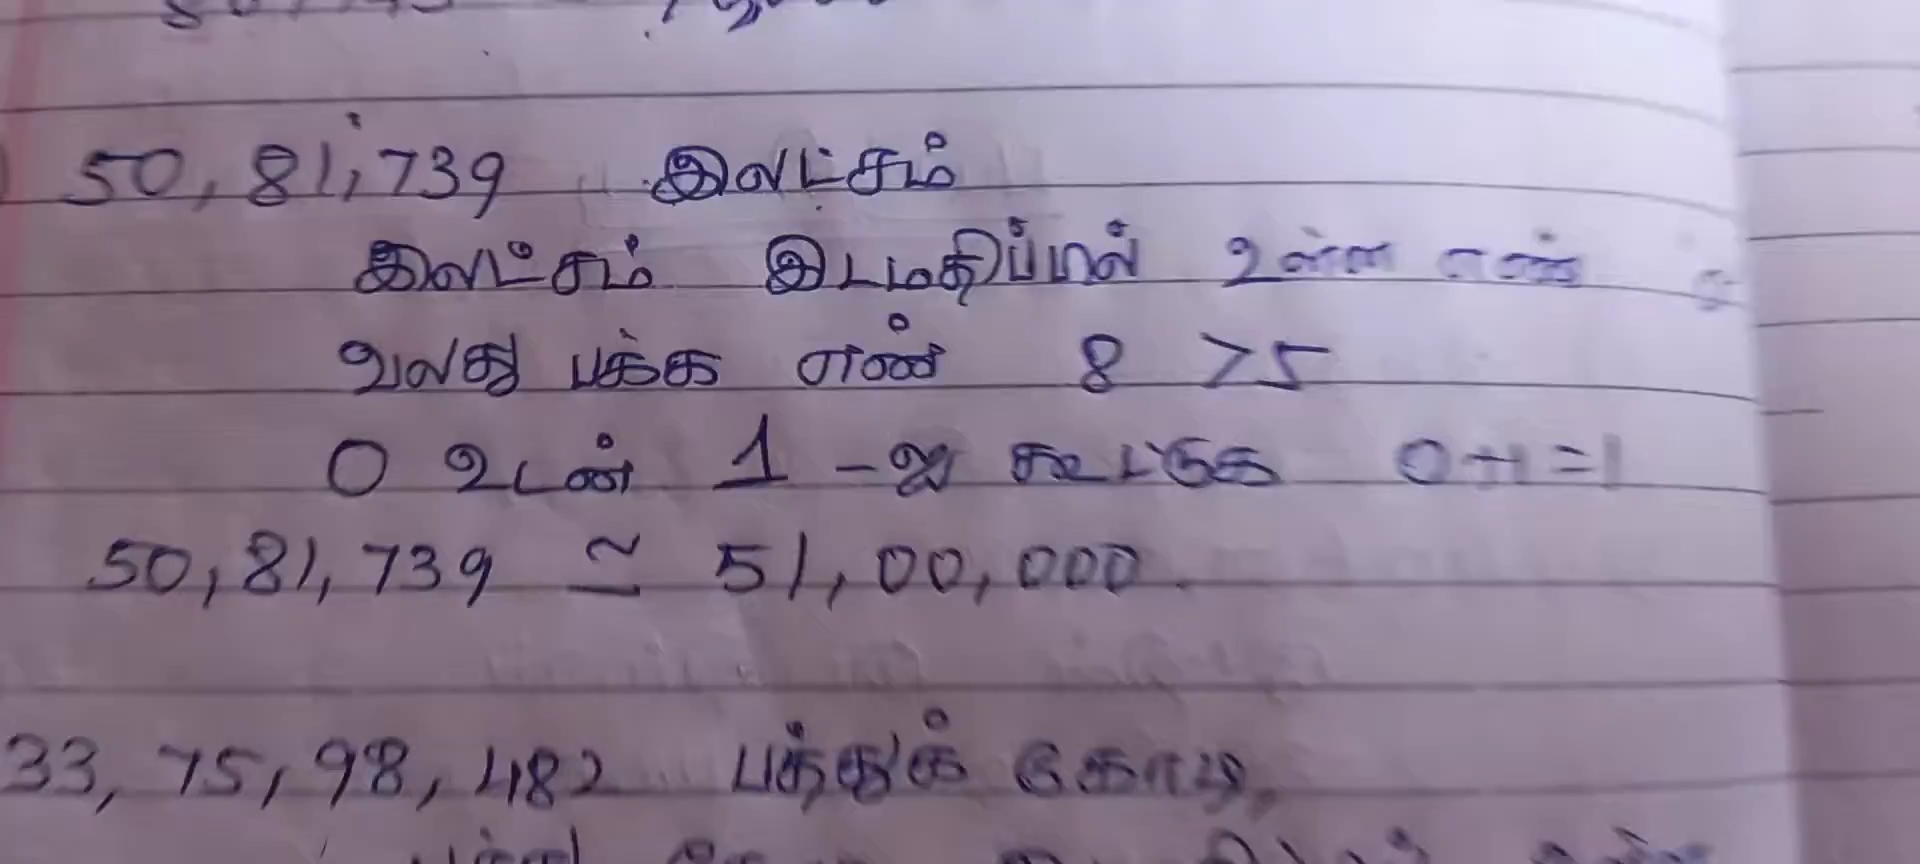 50,81,739 இலட்சம்
இலட்சம் இடமதிப்பில் உள்ள எண்
வலது பக்க எண் 8 >5
0 உடன் 1 -ஐ கூட்டுக 0+1=1
50,81,739 ≃ 51,00,000.
33,75,98,482 பத்துக் கோடி,